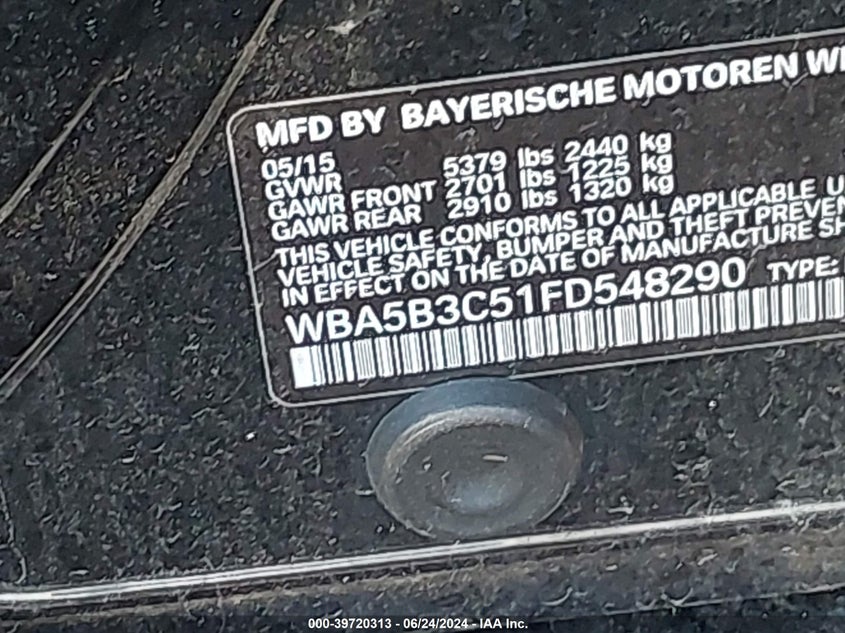 MFD BY BAYERISCHE MOTOREN
05/15
GVWR 5379 lbs 2440 kg
GAWR FRONT 2701 lbs 1225 kg
GAWR REAR 2910 lbs 1320 kg
THIS VEHICLE CONFORMS TO ALL APPLICABLE U
VEHICLE SAFETY, BUMPER AND THEFT PREVEN
IN EFFECT ON THE DATE OF MANUFACTURE SH
WBA5B3C51FD548290 TYPE:
000-39720313 - 06/24/2024 - IAA Inc.